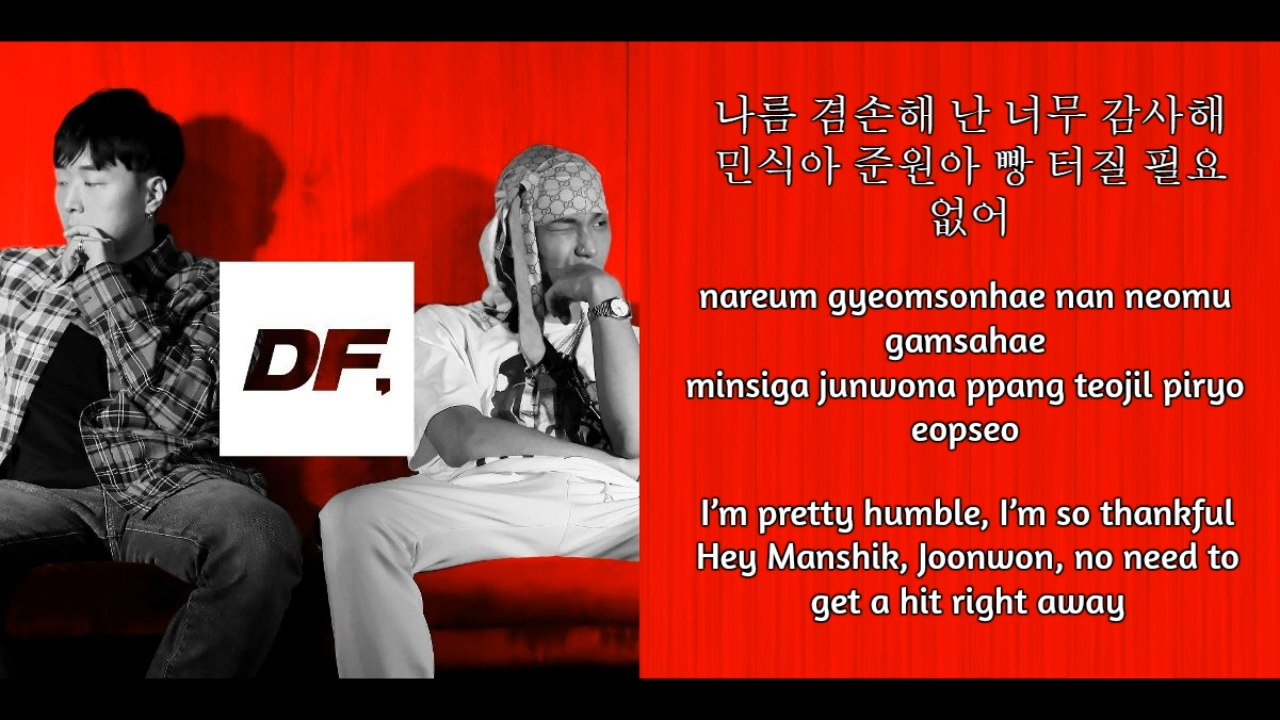 DF,
나름 겸손해 난 너무 감사해
민식아 준원아 빵 터질 필요
없어
nareum gyeomsonhae nan neomu
gamsahae
minsiga junwona ppang teojil piryo
eopseo
I'm pretty humble, I'm so thankful
Hey Manshik, Joonwon, no need to
get a hit right away